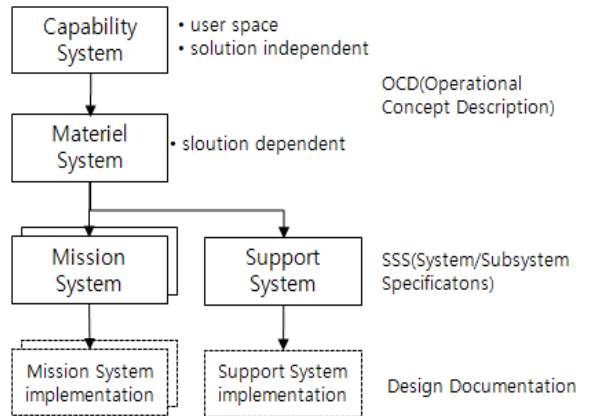 Capability
System
• user space
• solution independent
OCD(Operational
Concept Description)
Materiel
System
• sloution dependent
Mission
System
Support
System
SSS(System/Subsystem
Specificatons)
Mission System
implementation
Support System
implementation
Design Documentation